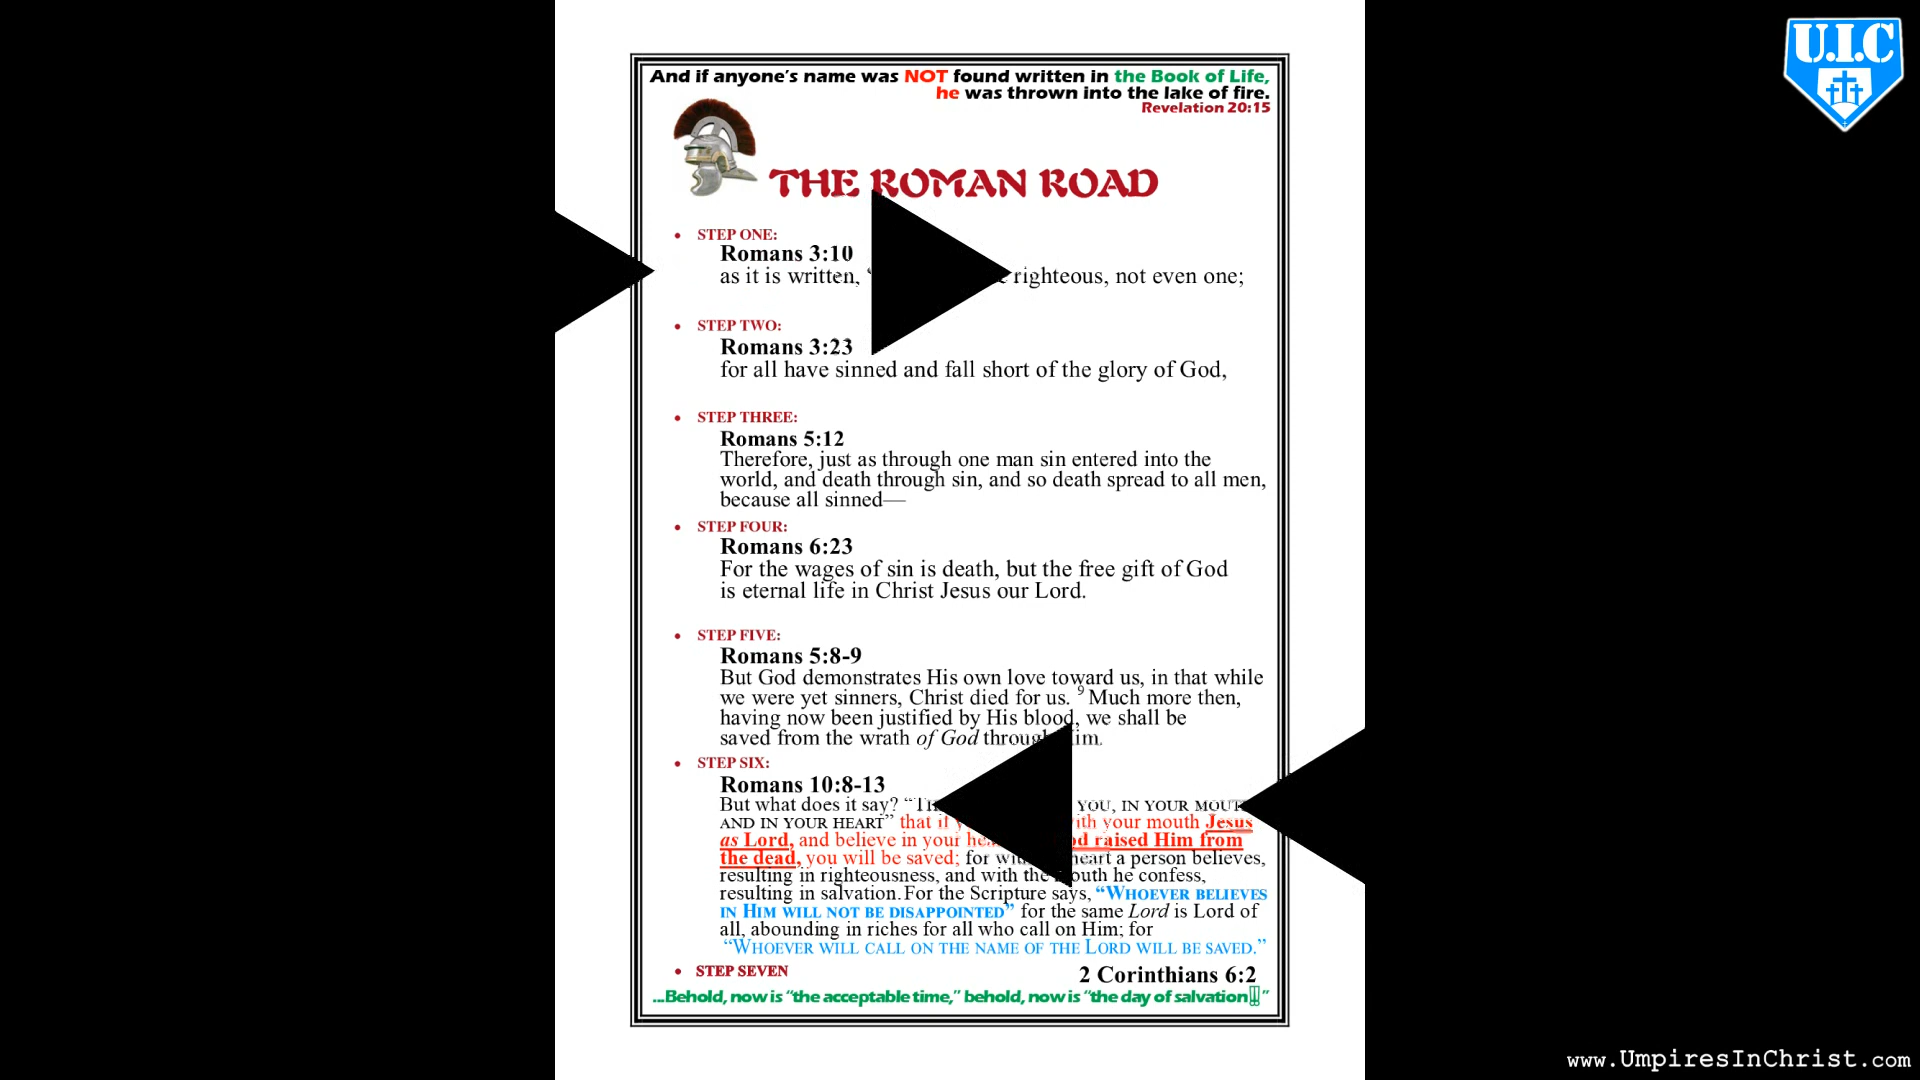 U.I.C
And if anyone's name was NOT found written in the Book of Life,
he was thrown into the lake of fire.
Revelation 20:15
THE ROMAN ROAD
• STEP ONE:
Romans 3:10
as it is written, righteous, not even one;
• STEP TWO:
Romans 3:23
for all have sinned and fall short of the glory of God,
• STEP THREE:
Romans 5:12
Therefore, just as through one man sin entered into the
world, and death through sin, and so death spread to all men,
because all sinned—
• STEP FOUR:
Romans 6:23
For the wages of sin is death, but the free gift of God
is eternal life in Christ Jesus our Lord.
• STEP FIVE:
Romans 5:8-9
But God demonstrates His own love toward us, in that while
we were yet sinners, Christ died for us. ⁹ Much more then,
having now been justified by His blood, we shall be
saved from the wrath of God through Him.
• STEP SIX:
Romans 10:8-13
But what does it say? YOU, IN YOUR MOUTH
AND IN YOUR HEART” that if with your mouth Jesus
as Lord, and believe in your raised Him from
the dead, you will be saved; for with heart a person believes,
resulting in righteousness, and with the mouth he confess,
resulting in salvation. For the Scripture says, “WHOEVER BELIEVES
IN HIM WILL NOT BE DISAPPOINTED” for the same Lord is Lord of
all, abounding in riches for all who call on Him; for
“WHOEVER WILL CALL ON THE NAME OF THE LORD WILL BE SAVED.”
• STEP SEVEN
2 Corinthians 6:2
...Behold, now is “the acceptable time,” behold, now is “the day of salvation!!”
www.UmpiresInChrist.com